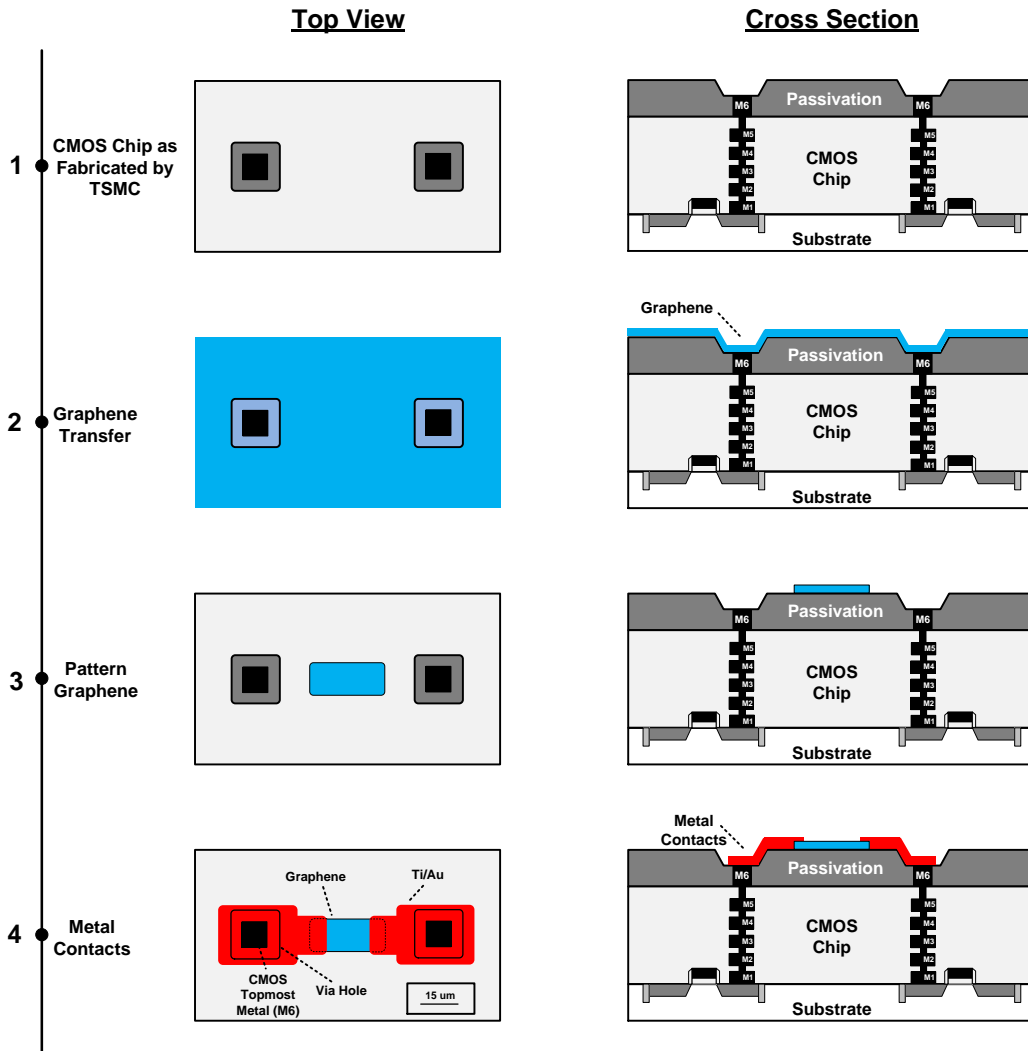 Top View
Cross Section
1
CMOS Chip as
Fabricated by
TSMC
M6
Passivation
M6
M5
M4
M3
M2
M1
CMOS
Chip
M5
M4
M3
M2
M1
Substrate
2
Graphene
Transfer
Graphene
M6
Passivation
M6
M5
M4
M3
M2
M1
CMOS
Chip
M5
M4
M3
M2
M1
Substrate
3
Pattern
Graphene
M6
Passivation
M6
M5
M4
M3
M2
M1
CMOS
Chip
M5
M4
M3
M2
M1
Substrate
4
Metal
Contacts
Graphene
Ti/Au
CMOS
Topmost
Metal (M6)
Via Hole
15 um
Metal
Contacts
M6
Passivation
M6
M5
M4
M3
M2
M1
CMOS
Chip
M5
M4
M3
M2
M1
Substrate